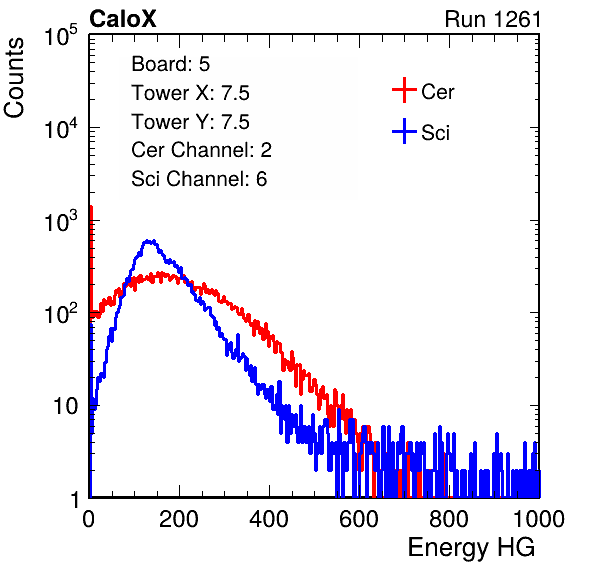 CaloX Run 1261
Counts
10^5
10^4
10^3
10^2
10
1
Board: 5
Tower X: 7.5
Tower Y: 7.5
Cer Channel: 2
Sci Channel: 6
Cer
Sci
0 200 400 600 800 1000
Energy HG